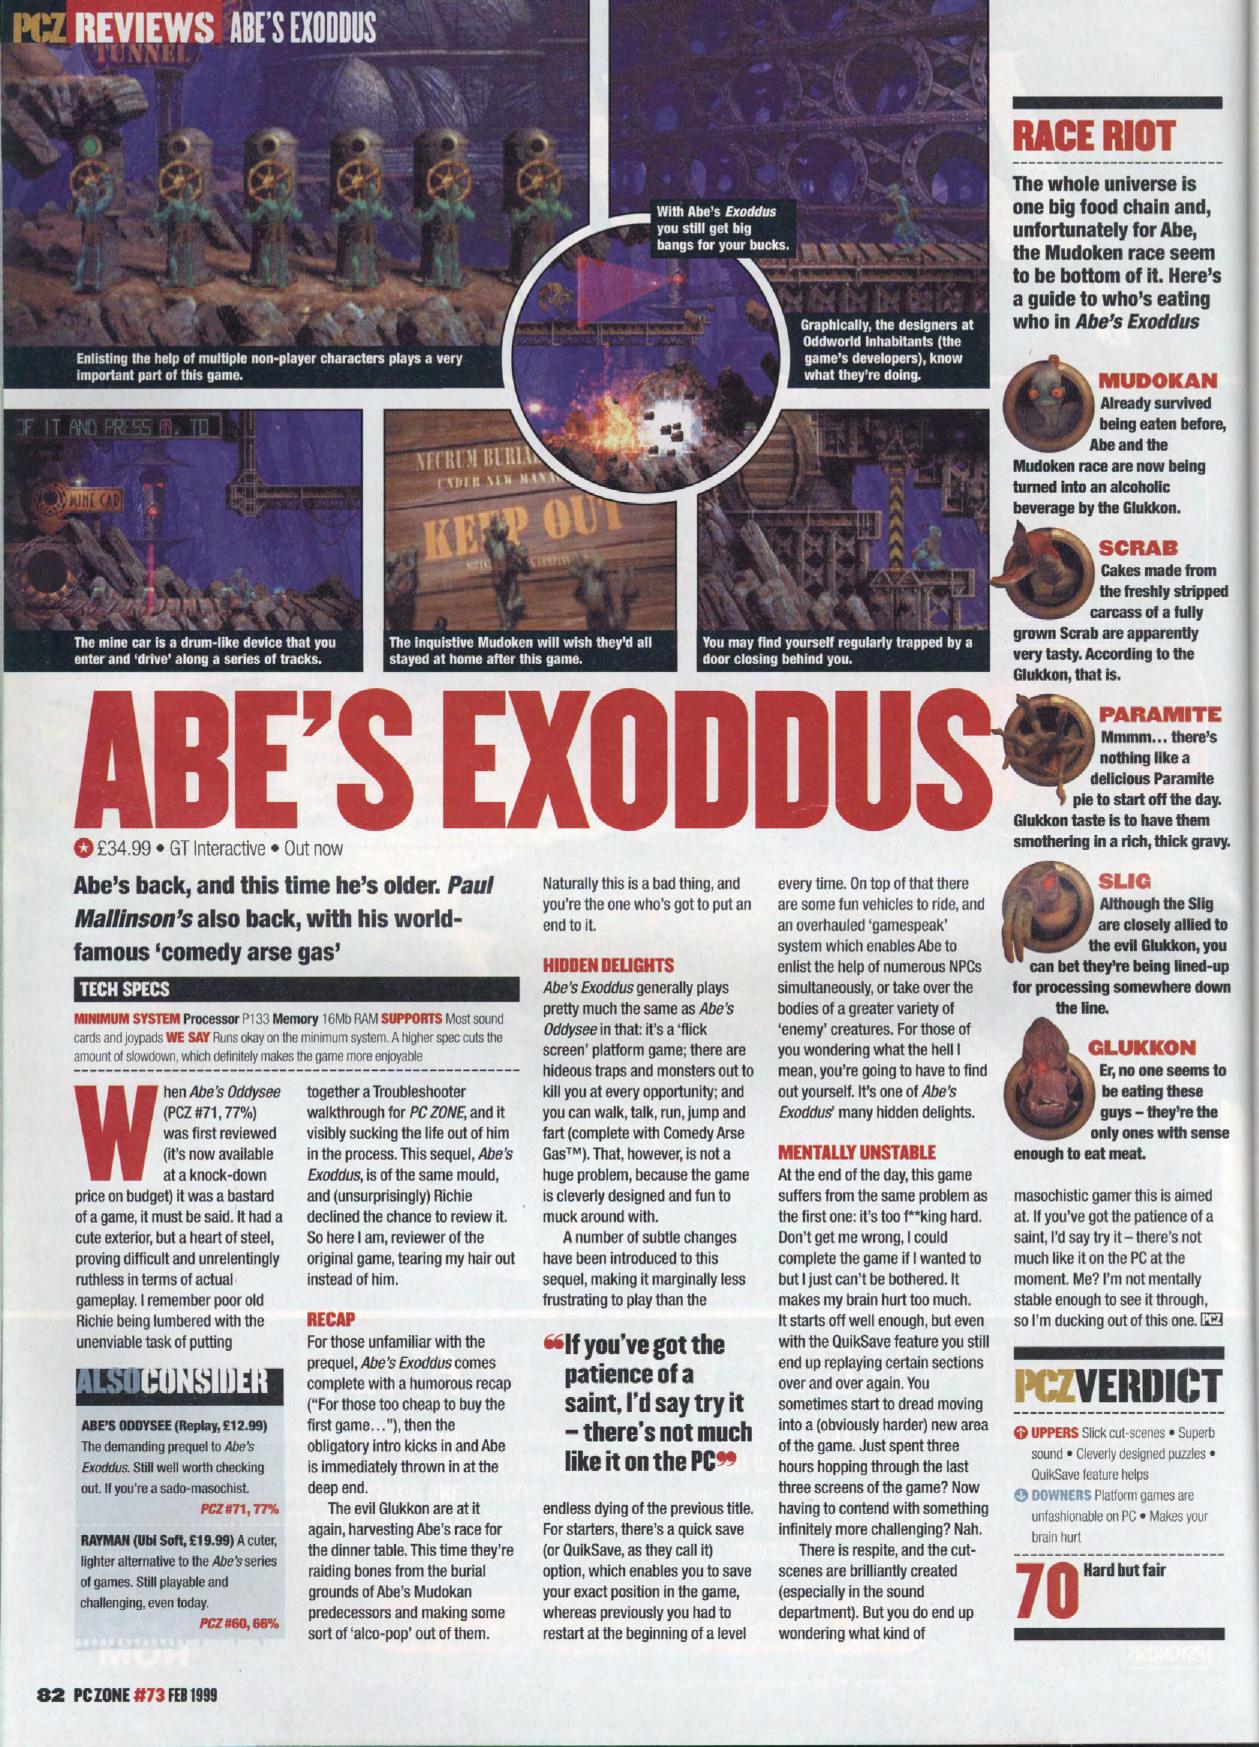 PCZ REVIEWS ABE'S EXODDUS
TUNNEL
Enlisting the help of multiple non-player characters plays a very
important part of this game.
With Abe's Exoddus
you still get big
bangs for your bucks.
Graphically, the designers at
Oddworld Inhabitants (the
game's developers), know
what they're doing.
OF IT AND PRESS TO
MINE CAR
The mine car is a drum-like device that you
enter and 'drive' along a series of tracks.
NECRUM BURIAL
UNDER NEW MANA
KEEP OUT
The inquistive Mudoken will wish they'd all
stayed at home after this game.
You may find yourself regularly trapped by a
door closing behind you.
ABE'S EXODDUS
£34.99 • GT Interactive • Out now
Abe's back, and this time he's older. Paul
Mallinson's also back, with his world-
famous 'comedy arse gas'
TECH SPECS
MINIMUM SYSTEM Processor P133 Memory 16Mb RAM SUPPORTS Most sound
cards and joypads WE SAY Runs okay on the minimum system. A higher spec cuts the
amount of slowdown, which definitely makes the game more enjoyable
When Abe's Oddysee
(PCZ #71, 77%)
was first reviewed
(it's now available
at a knock-down
price on budget) it was a bastard
of a game, it must be said. It had a
cute exterior, but a heart of steel,
proving difficult and unrelentingly
ruthless in terms of actual
gameplay. I remember poor old
Richie being lumbered with the
unenviable task of putting
together a Troubleshooter
walkthrough for PC ZONE, and it
visibly sucking the life out of him
in the process. This sequel, Abe's
Exoddus, is of the same mould,
and (unsurprisingly) Richie
declined the chance to review it.
So here I am, reviewer of the
original game, tearing my hair out
instead of him.
RECAP
For those unfamiliar with the
prequel, Abe's Exoddus comes
complete with a humorous recap
("For those too cheap to buy the
first game..."), then the
obligatory intro kicks in and Abe
is immediately thrown in at the
deep end.
The evil Glukkon are at it
again, harvesting Abe's race for
the dinner table. This time they're
raiding bones from the burial
grounds of Abe's Mudokan
predecessors and making some
sort of 'alco-pop' out of them.
Naturally this is a bad thing, and
you're the one who's got to put an
end to it.
HIDDEN DELIGHTS
Abe's Exoddus generally plays
pretty much the same as Abe's
Oddysee in that: it's a 'flick
screen' platform game; there are
hideous traps and monsters out to
kill you at every opportunity; and
you can walk, talk, run, jump and
fart (complete with Comedy Arse
Gas™). That, however, is not a
huge problem, because the game
is cleverly designed and fun to
muck around with.
A number of subtle changes
have been introduced to this
sequel, making it marginally less
frustrating to play than the
"If you've got the
patience of a
saint, I'd say try it
– there's not much
like it on the PC"
endless dying of the previous title.
For starters, there's a quick save
(or QuikSave, as they call it)
option, which enables you to save
your exact position in the game,
whereas previously you had to
restart at the beginning of a level
every time. On top of that there
are some fun vehicles to ride, and
an overhauled 'gamespeak'
system which enables Abe to
enlist the help of numerous NPCs
simultaneously, or take over the
bodies of a greater variety of
'enemy' creatures. For those of
you wondering what the hell I
mean, you're going to have to find
out yourself. It's one of Abe's
Exoddus' many hidden delights.
MENTALLY UNSTABLE
At the end of the day, this game
suffers from the same problem as
the first one: it's too f**king hard.
Don't get me wrong, I could
complete the game if I wanted to
but I just can't be bothered. It
makes my brain hurt too much.
It starts off well enough, but even
with the QuikSave feature you still
end up replaying certain sections
over and over again. You
sometimes start to dread moving
into a (obviously harder) new area
of the game. Just spent three
hours hopping through the last
three screens of the game? Now
having to contend with something
infinitely more challenging? Nah.
There is respite, and the cut-
scenes are brilliantly created
(especially in the sound
department). But you do end up
wondering what kind of
masochistic gamer this is aimed
at. If you've got the patience of a
saint, I'd say try it – there's not
much like it on the PC at the
moment. Me? I'm not mentally
stable enough to see it through,
so I'm ducking out of this one. PCZ
ALSO CONSIDER
ABE'S ODDYSEE (Replay, £12.99)
The demanding prequel to Abe's
Exoddus. Still well worth checking
out. If you're a sado-masochist.
PCZ #71, 77%
RAYMAN (Ubi Soft, £19.99) A cuter,
lighter alternative to the Abe's series
of games. Still playable and
challenging, even today.
PCZ #60, 66%
RACE RIOT
The whole universe is
one big food chain and,
unfortunately for Abe,
the Mudoken race seem
to be bottom of it. Here's
a guide to who's eating
who in Abe's Exoddus
MUDOKAN
Already survived
being eaten before,
Abe and the
Mudoken race are now being
turned into an alcoholic
beverage by the Glukkon.
SCRAB
Cakes made from
the freshly stripped
carcass of a fully
grown Scrab are apparently
very tasty. According to the
Glukkon, that is.
PARAMITE
Mmmm... there's
nothing like a
delicious Paramite
pie to start off the day.
Glukkon taste is to have them
smothering in a rich, thick gravy.
SLIG
Although the Slig
are closely allied to
the evil Glukkon, you
can bet they're being lined-up
for processing somewhere down
the line.
GLUKKON
Er, no one seems to
be eating these
guys – they're the
only ones with sense
enough to eat meat.
PCZ VERDICT
UPPERS Slick cut-scenes • Superb
sound • Cleverly designed puzzles •
QuikSave feature helps
DOWNERS Platform games are
unfashionable on PC • Makes your
brain hurt
70 Hard but fair
82 PC ZONE #73 FEB 1999